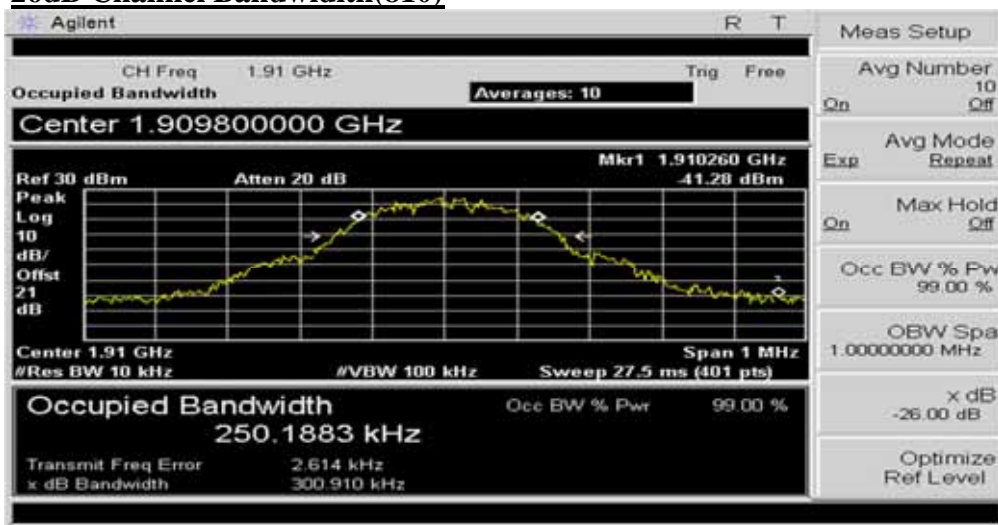 26dB Channel Bandwidth(810)
Agilent R T
Meas Setup
CH Freq 1.91 GHz Trig Free
Occupied Bandwidth Averages: 10
Center 1.909800000 GHz
Mkr1 1.910260 GHz
Ref 30 dBm Atten 20 dB -41.28 dBm
Peak
Log
10
dB/
Offst
21
dB
1
Center 1.91 GHz Span 1 MHz
#Res BW 10 kHz #VBW 100 kHz Sweep 27.5 ms (401 pts)
Occupied Bandwidth Occ BW % Pwr 99.00 %
250.1883 kHz
Transmit Freq Error 2.614 kHz
x dB Bandwidth 300.910 kHz
Avg Number
10
On Off
Avg Mode
Exp Repeat
Max Hold
On Off
Occ BW % Pw
99.00 %
OBW Spa
1.00000000 MHz
x dB
-26.00 dB
Optimize
Ref Level